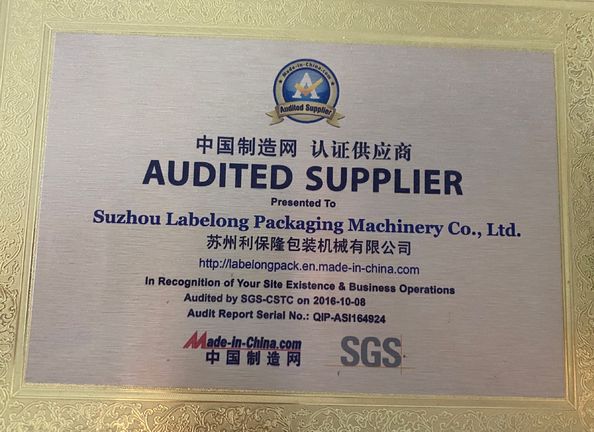 Made-in-China.com
Audited Supplier
中国制造网 认证供应商
AUDITED SUPPLIER
Presented To
Suzhou Labelong Packaging Machinery Co., Ltd.
苏州利保隆包装机械有限公司
http://labelongpack.en.made-in-china.com
In Recognition of Your Site Existence & Business Operations
Audited by SGS-CSTC on 2016-10-08
Audit Report Serial No.: QIP-ASI164924
Made-in-China.com
中国制造网
SGS